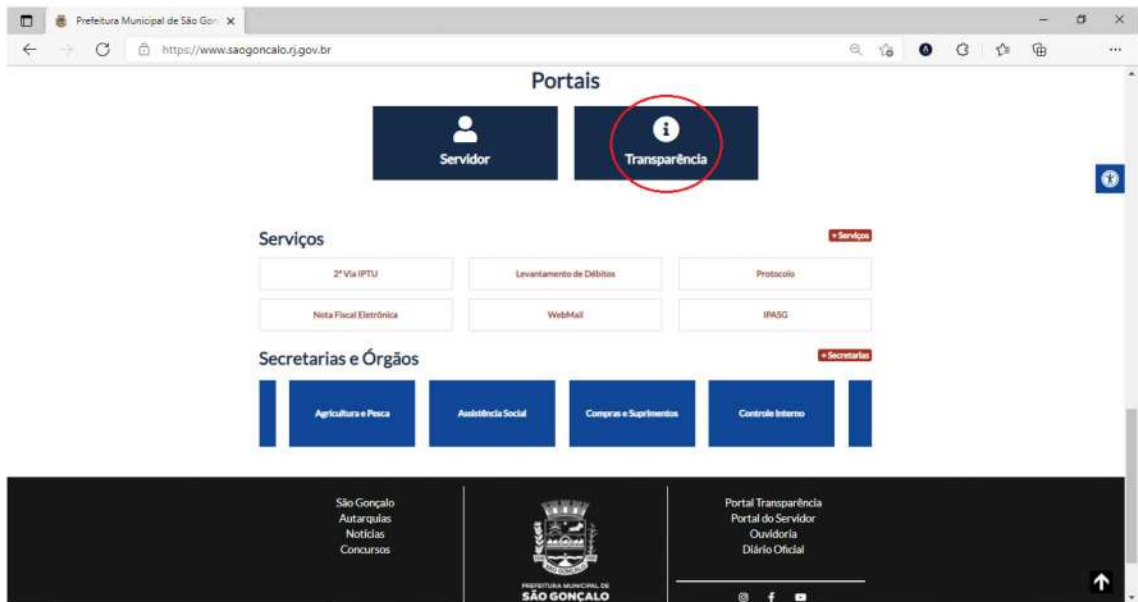 Prefeitura Municipal de São Gon
https://www.saogoncalo.rj.gov.br
Portais
Servidor
Transparência
Serviços
+ Serviços
2ª Via IPTU
Levantamento de Débitos
Protocolo
Nota Fiscal Eletrônica
WebMail
IPASG
Secretarias e Órgãos
+ Secretarias
Agricultura e Pesca
Assistência Social
Compras e Suprimentos
Controle Interno
São Gonçalo
Autarquias
Notícias
Concursos
PREFEITURA MUNICIPAL DE
SÃO GONÇALO
Portal Transparência
Portal do Servidor
Ouvidoria
Diário Oficial